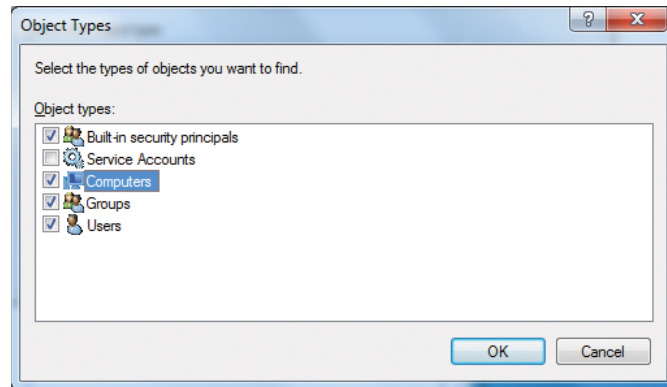 Object Types
Select the types of objects you want to find.
Object types:
Built-in security principals
Service Accounts
Computers
Groups
Users
OK
Cancel